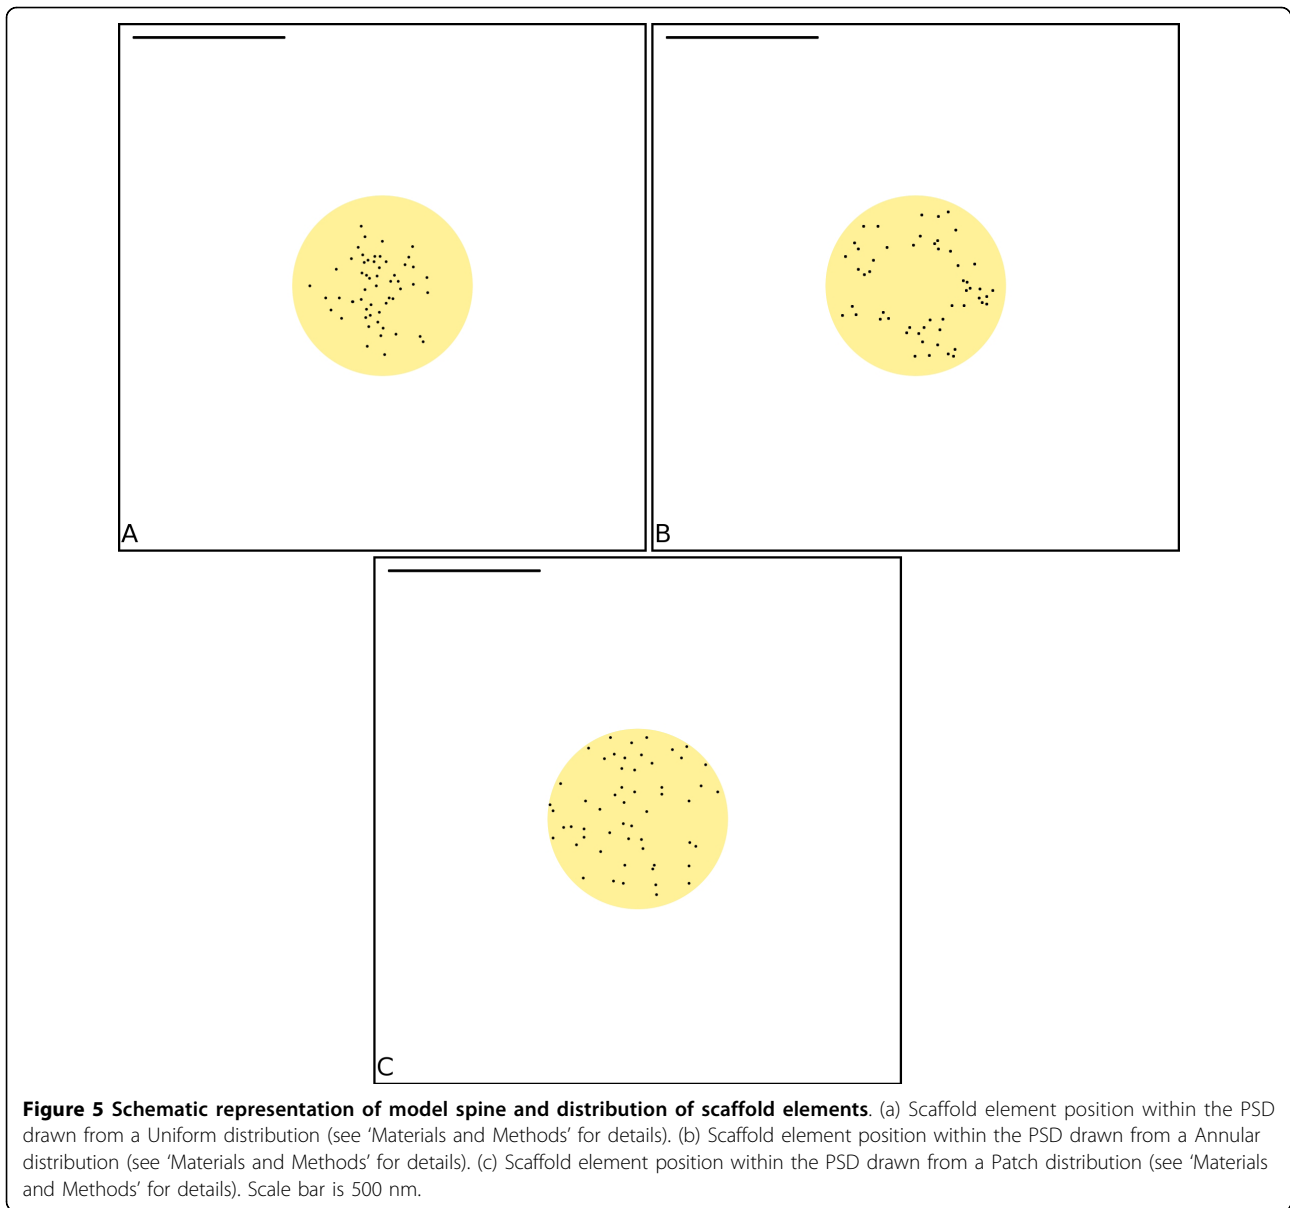 A
B
C
Figure 5 Schematic representation of model spine and distribution of scaffold elements. (a) Scaffold element position within the PSD
drawn from a Uniform distribution (see ‘Materials and Methods’ for details). (b) Scaffold element position within the PSD drawn from a Annular
distribution (see ‘Materials and Methods’ for details). (c) Scaffold element position within the PSD drawn from a Patch distribution (see ‘Materials
and Methods’ for details). Scale bar is 500 nm.